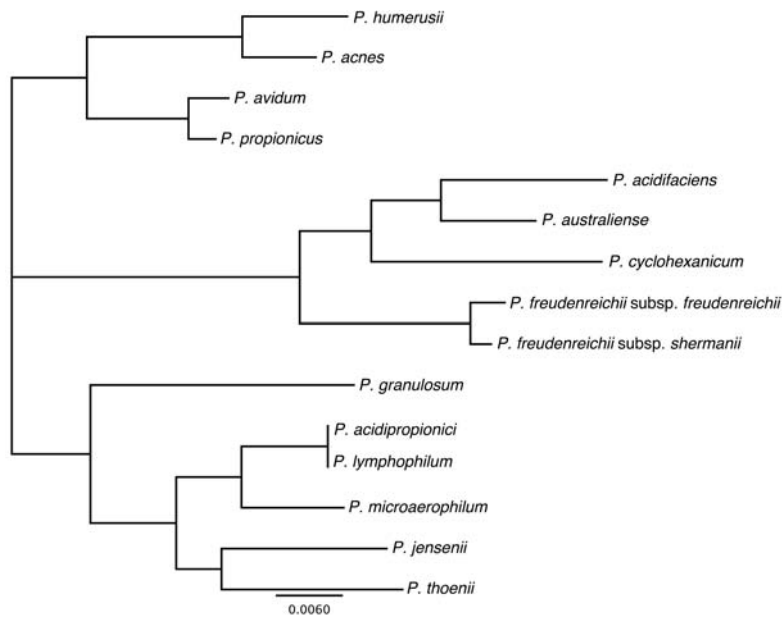 P. humerusii
P. acnes
P. avidum
P. propionicus
P. acidifaciens
P. australiense
P. cyclohexanicum
P. freudenreichii subsp. freudenreichii
P. freudenreichii subsp. shermanii
P. granulosum
P. acidipropionici
P. lymphophilum
P. microaerophilum
P. jensenii
P. thoenii
0.0060